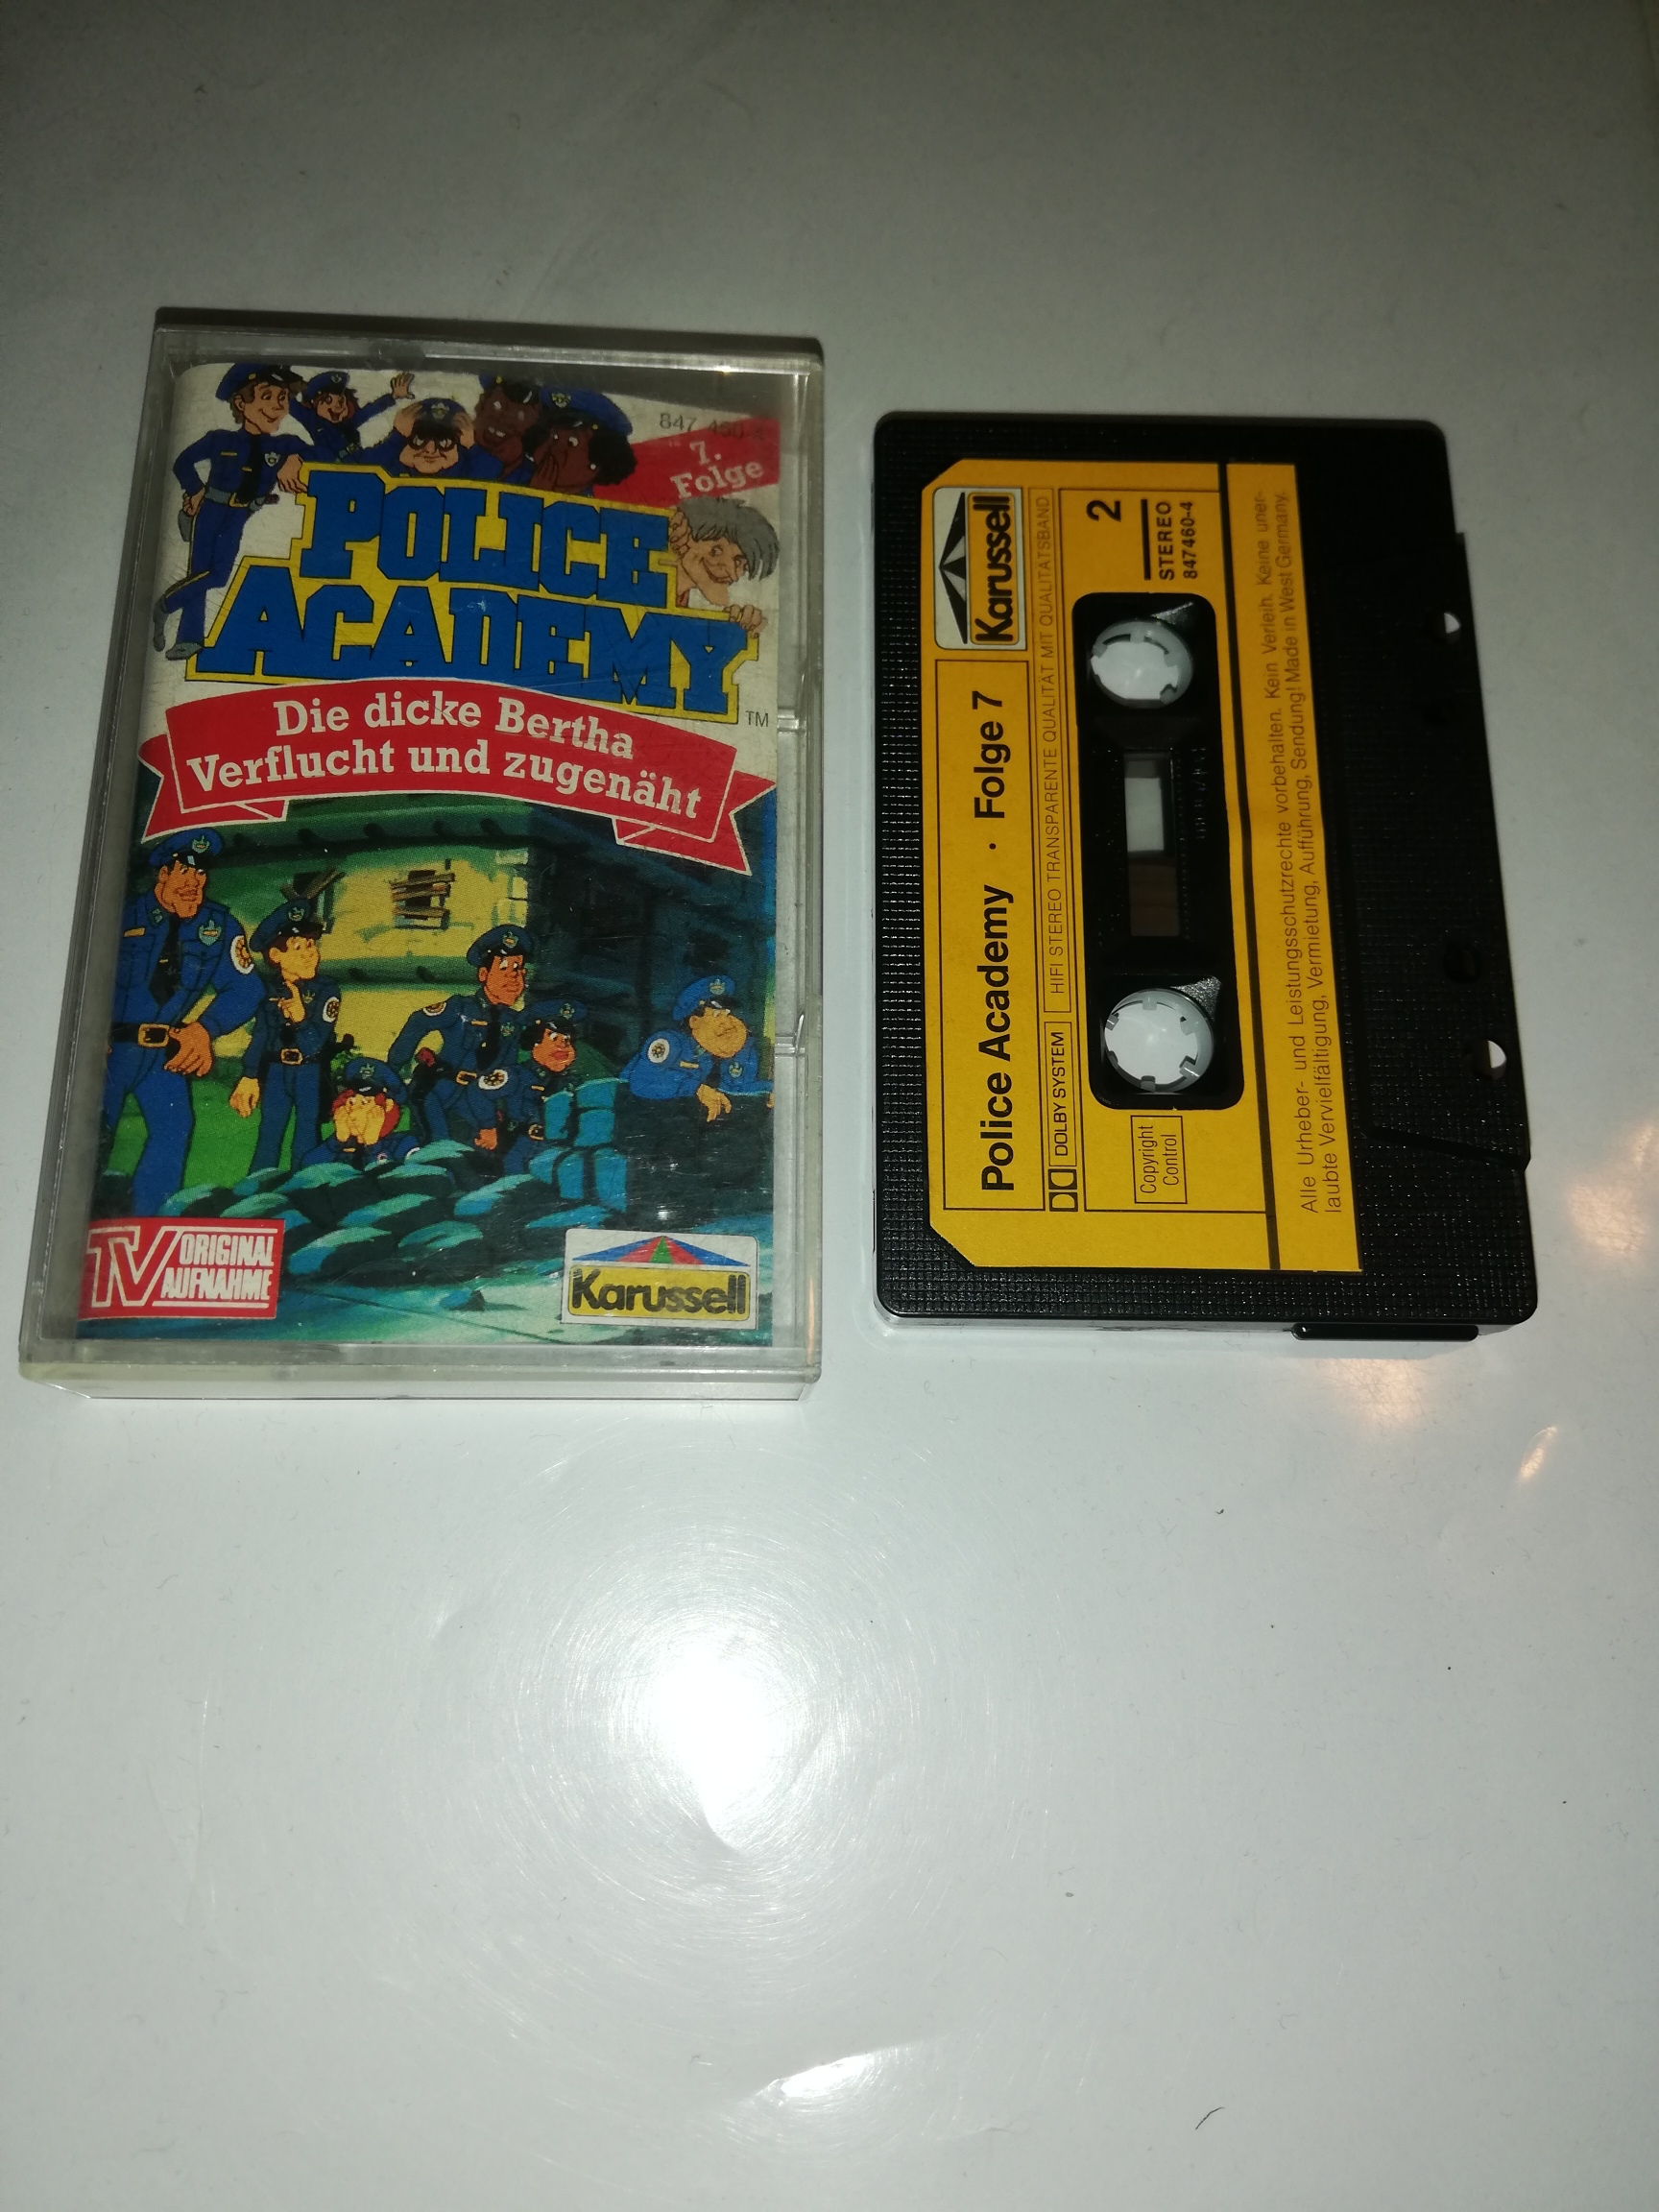 847 460-4
7.
Folge
POLICE
ACADEMY
TM
Die dicke Bertha
Verflucht und zugenäht
TV ORIGINAL
AUFNAHME
Karussell
Karussell
Police Academy · Folge 7
DOLBY SYSTEM
HIFI STEREO TRANSPARENTE QUALITÄT MIT QUALITÄTSBAND
2
STEREO
847460-4
Copyright
Control
Alle Urheber- und Leistungsschutzrechte vorbehalten. Kein Verleih. Keine uner-
laubte Vervielfältigung, Vermietung, Aufführung, Sendung! Made in West Germany.